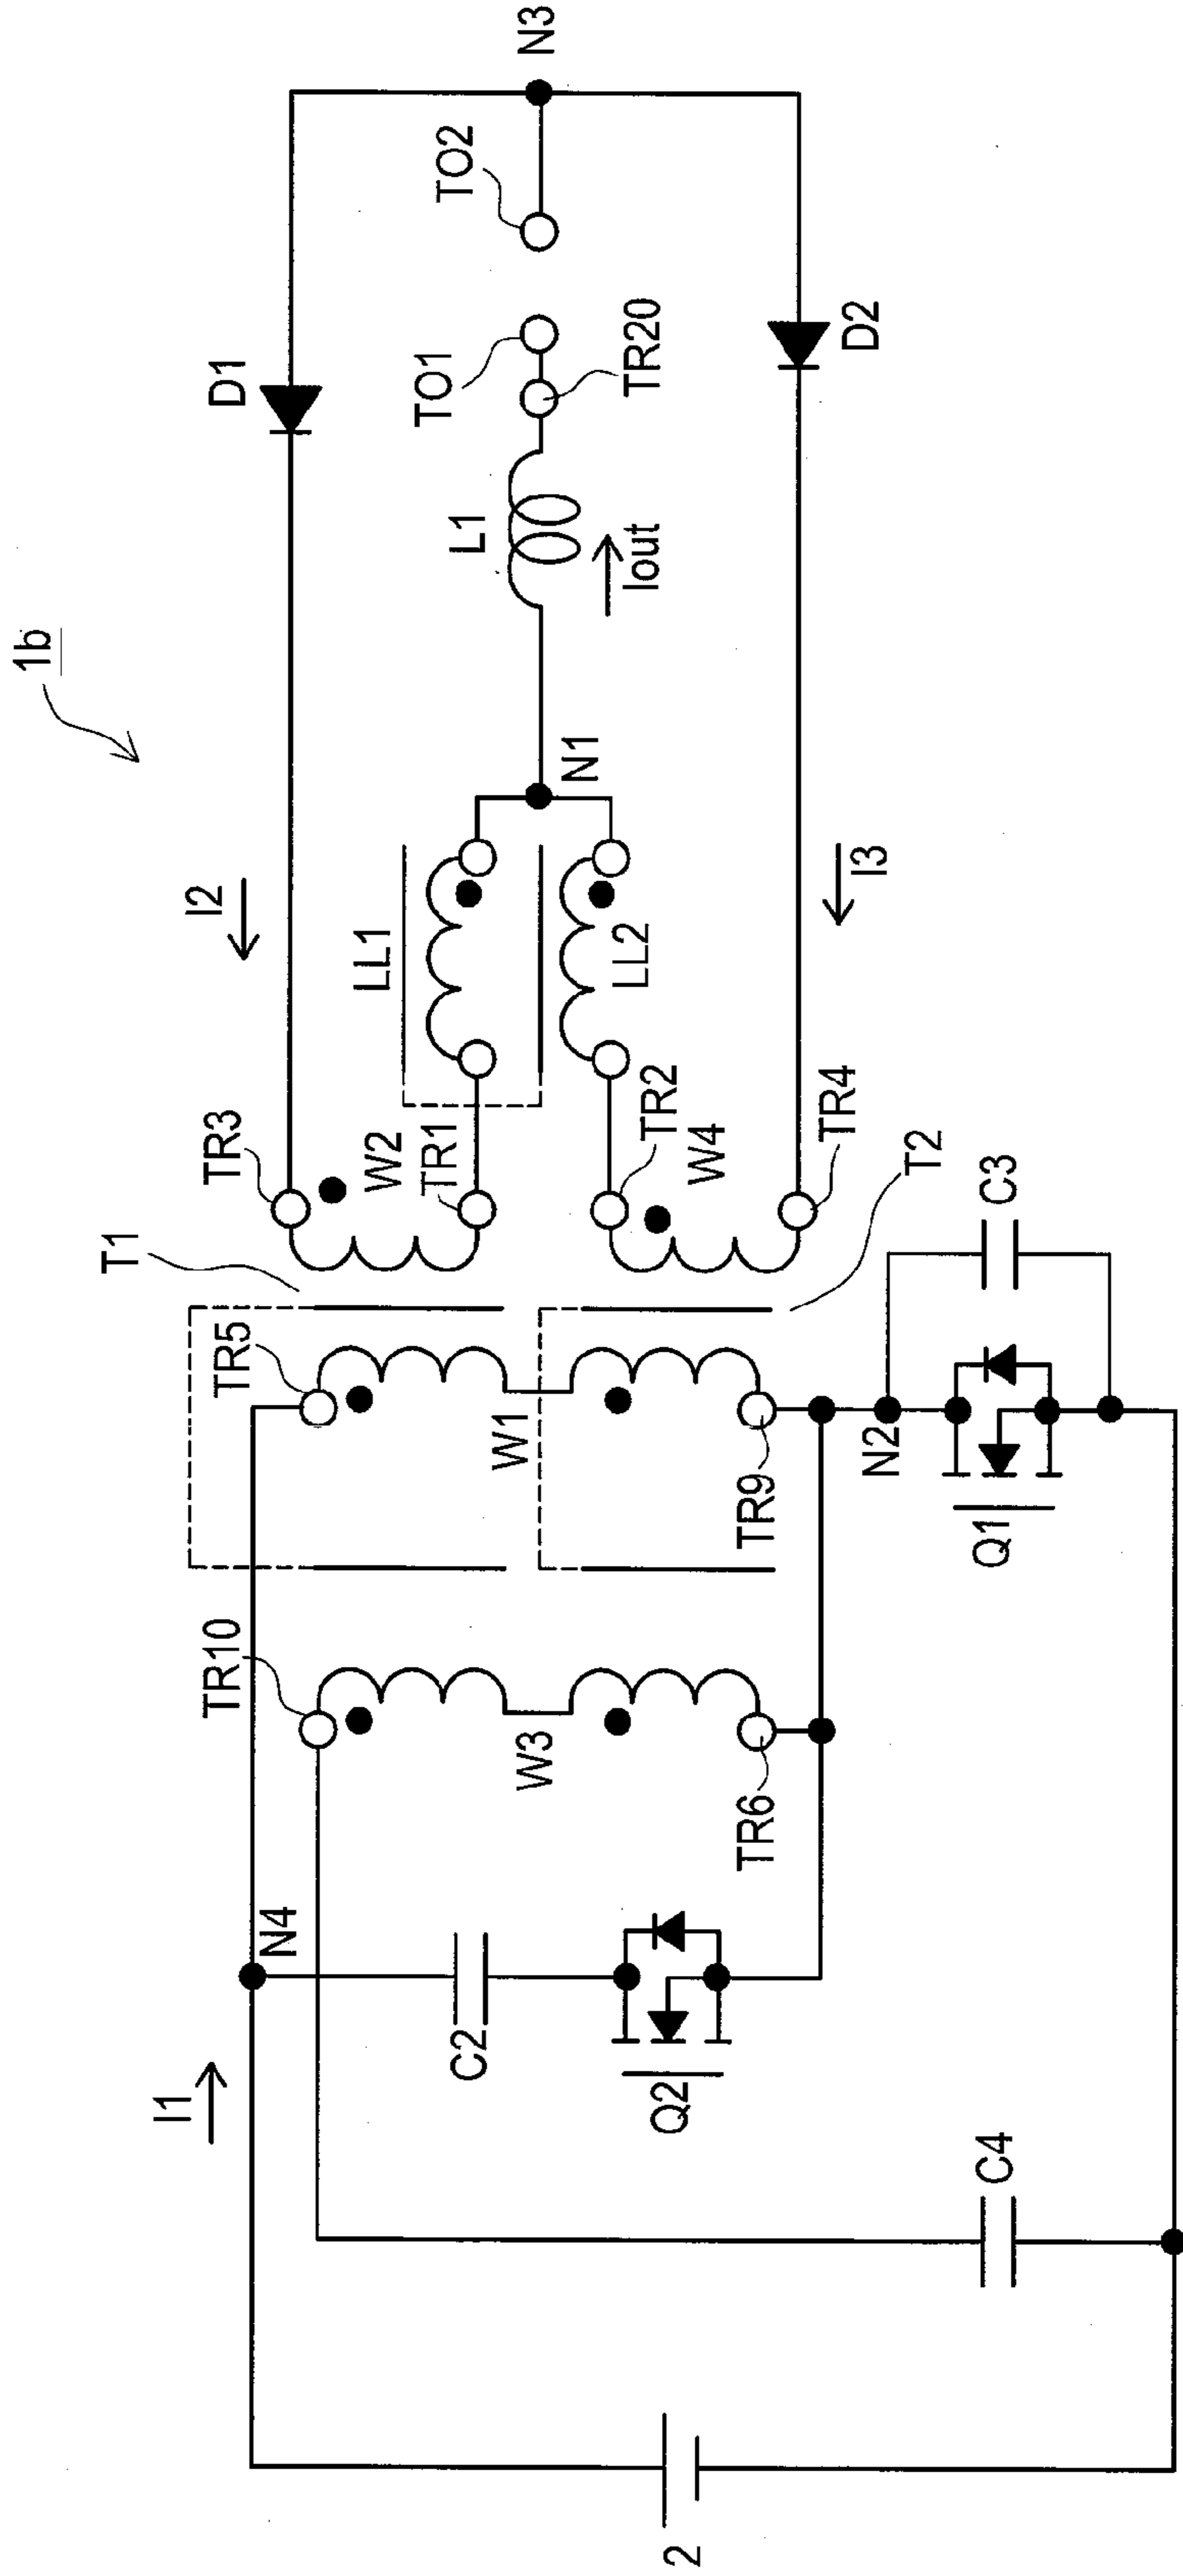 1b
N3
TO2
D1
TO1
TR20
D2
L1
Iout
N1
I2
LL1
LL2
I3
TR3
W2
TR1
TR2
W4
TR4
T1
T2
C3
TR5
W1
TR9
N2
Q1
TR10
W3
TR6
N4
I1
C2
Q2
C4
2